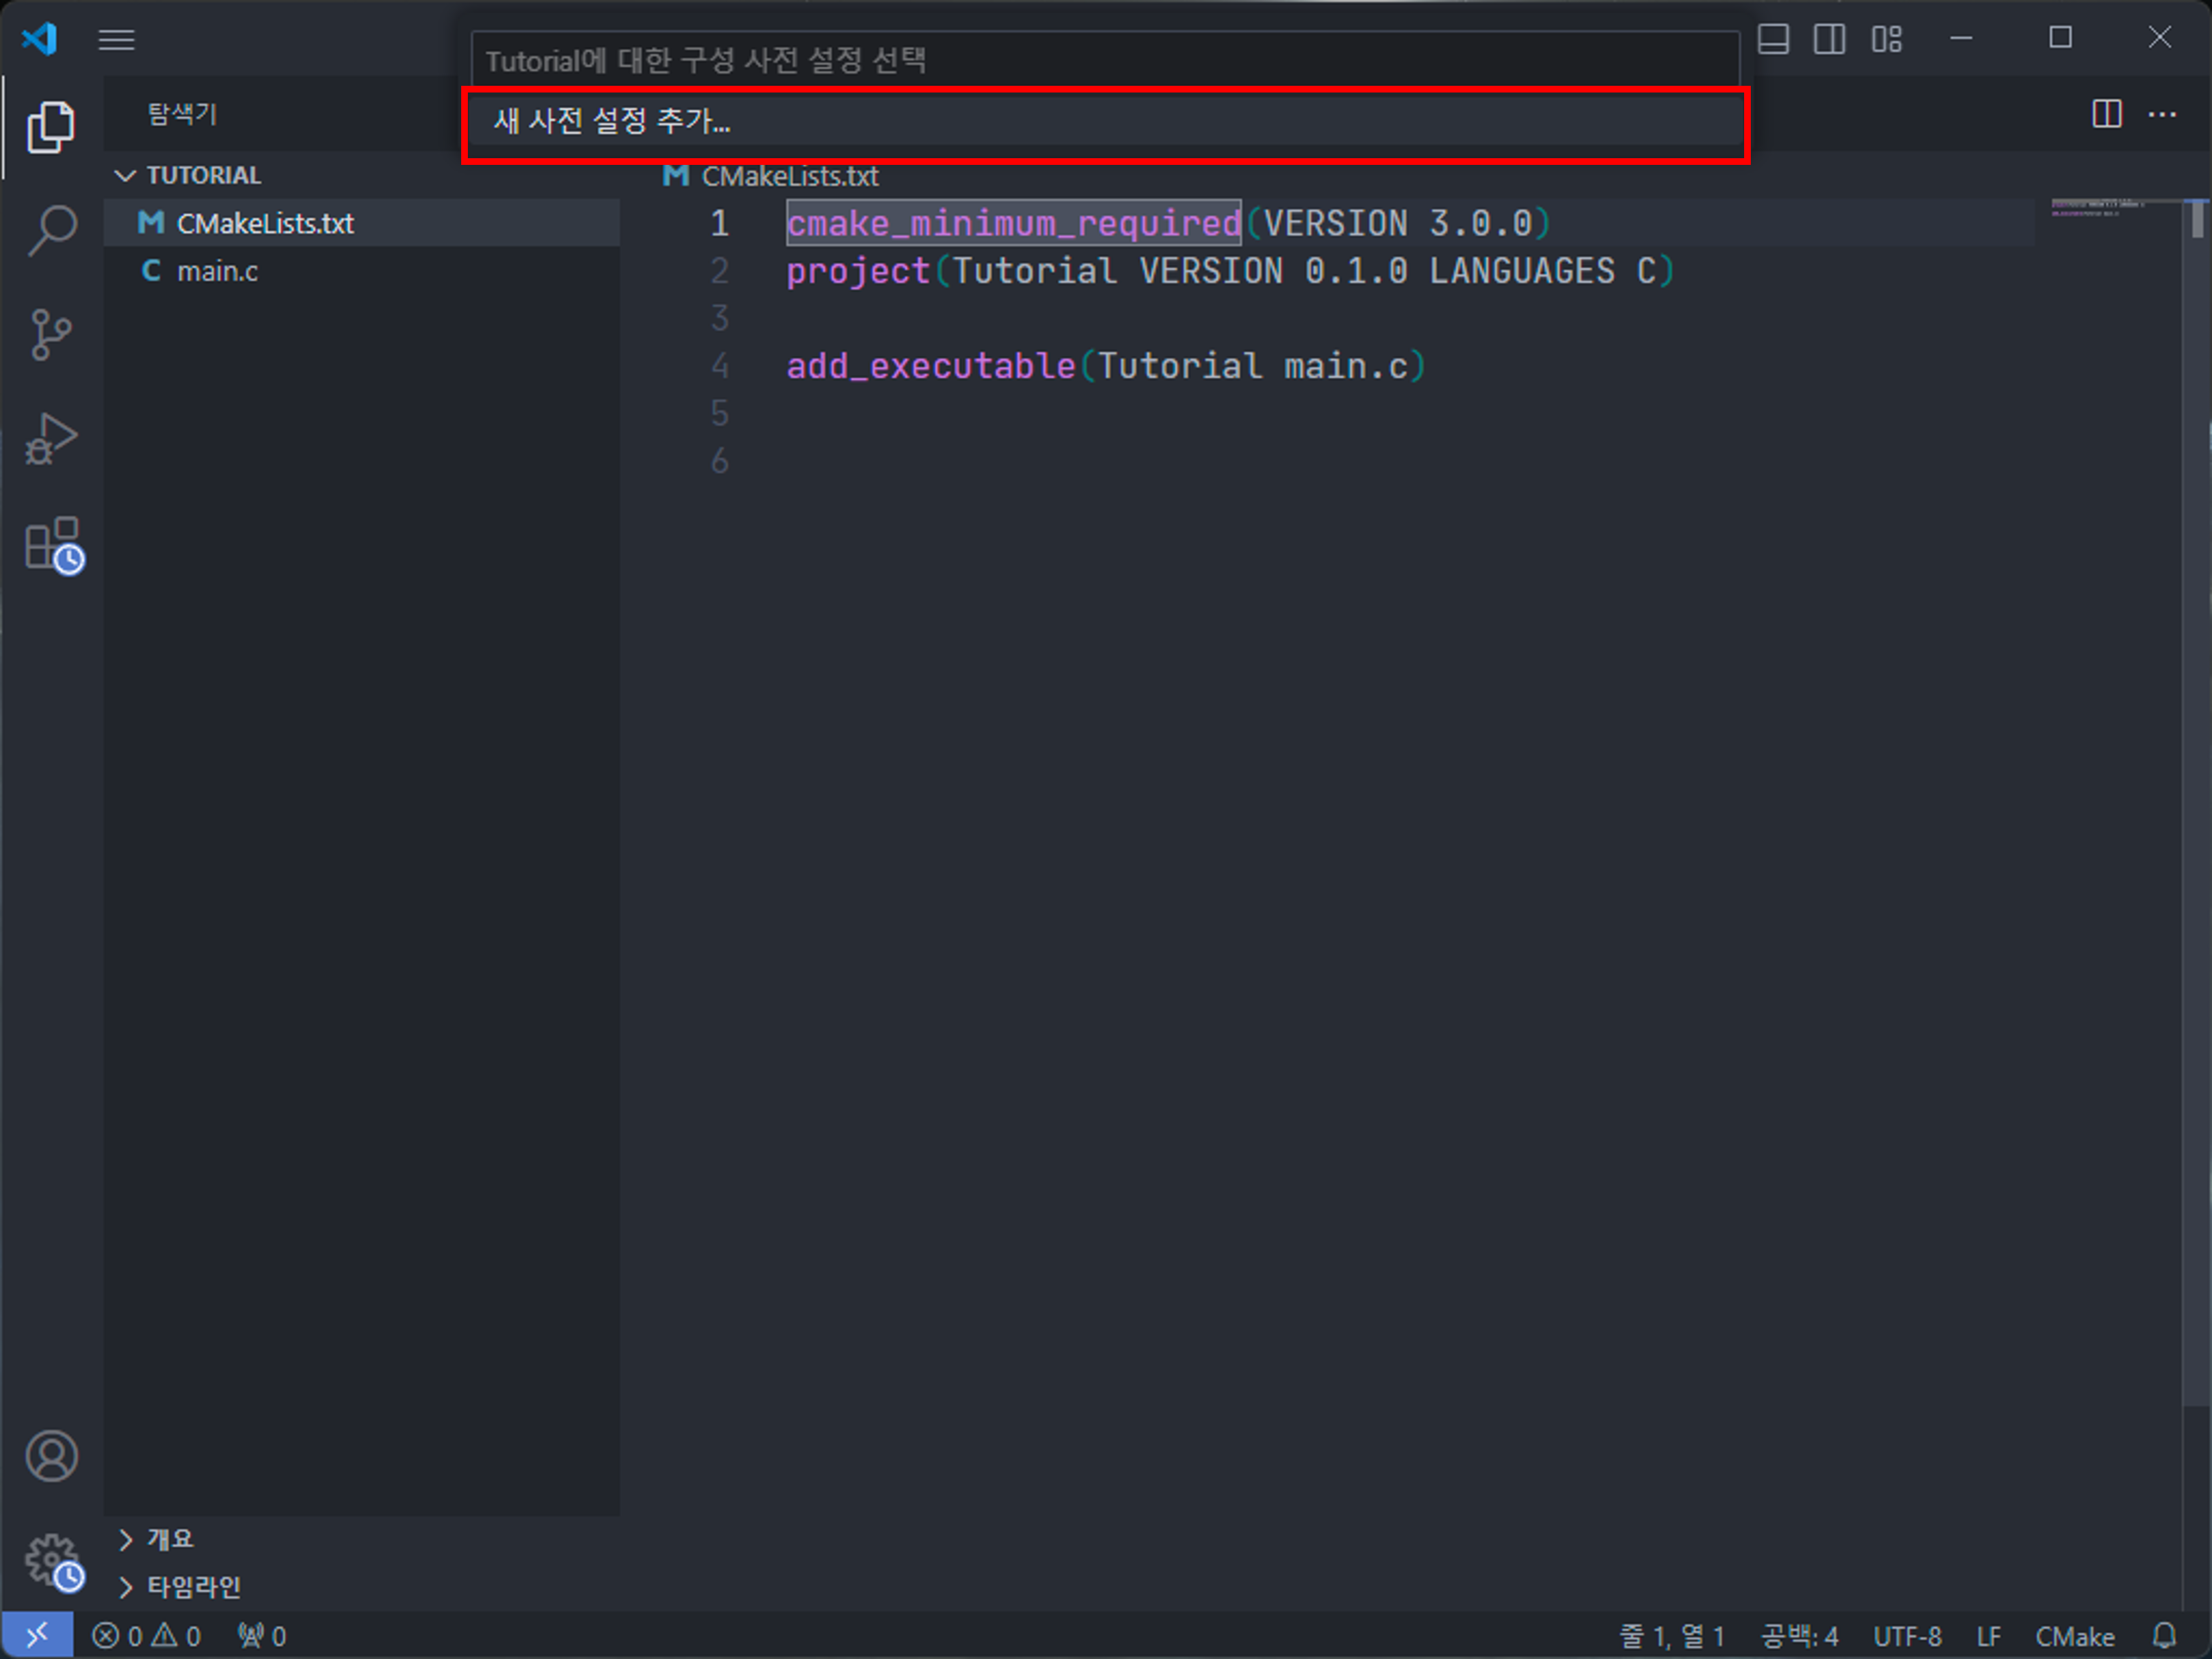 Tutorial에 대한 구성 사전 설정 선택
새 사전 설정 추가...
탐색기
TUTORIAL
M CMakeLists.txt
C main.c
M CMakeLists.txt
1 cmake_minimum_required(VERSION 3.0.0)
2 project(Tutorial VERSION 0.1.0 LANGUAGES C)
3
4 add_executable(Tutorial main.c)
5
6
개요
타임라인
0 0 0 줄 1, 열 1 공백: 4 UTF-8 LF CMake